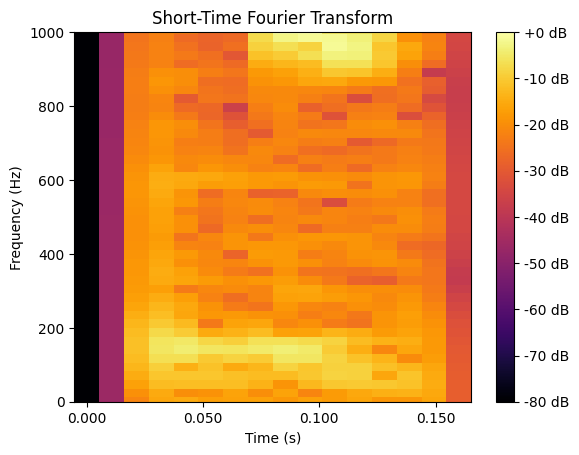 Short-Time Fourier Transform
1000
800
600
400
200
0
Frequency (Hz)
0.000
0.050
0.100
0.150
Time (s)
+0 dB
-10 dB
-20 dB
-30 dB
-40 dB
-50 dB
-60 dB
-70 dB
-80 dB